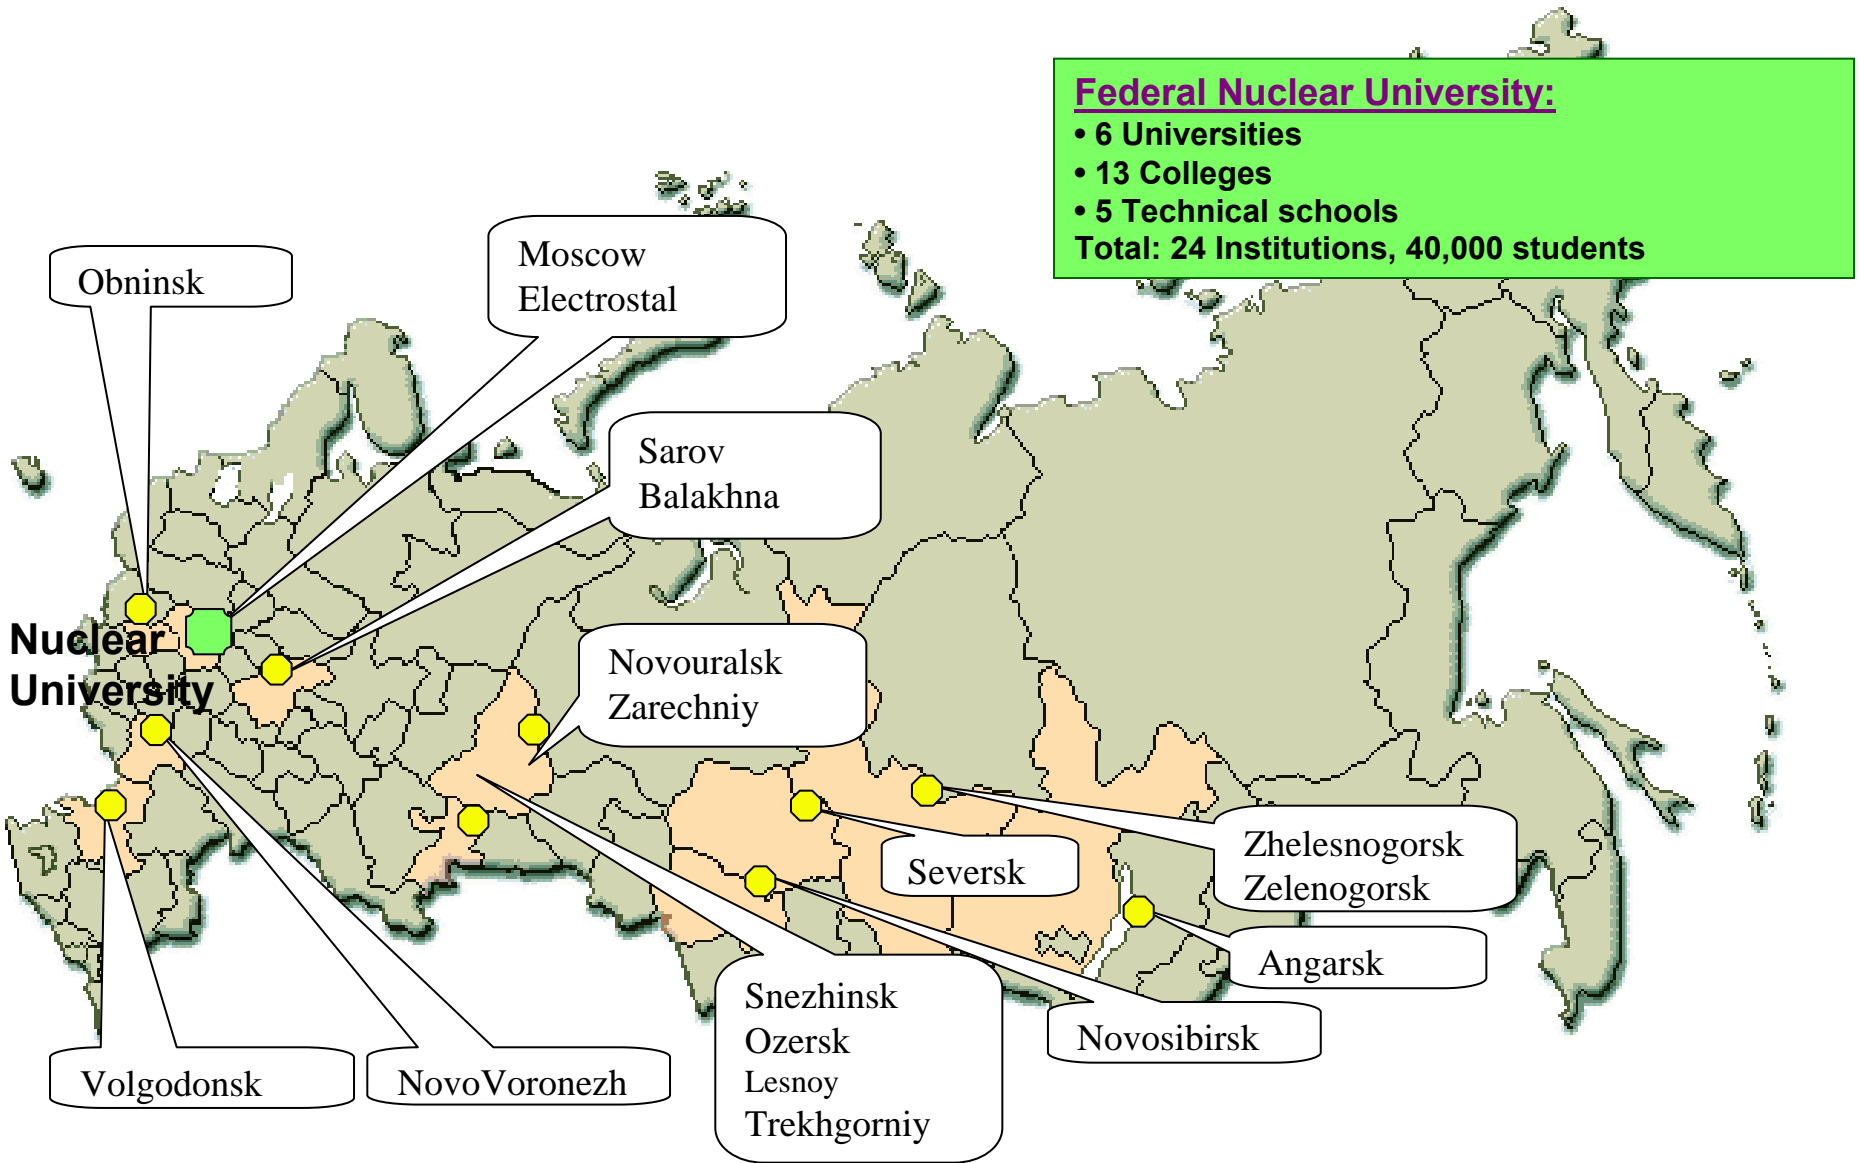 Federal Nuclear University:
• 6 Universities
• 13 Colleges
• 5 Technical schools
Total: 24 Institutions, 40,000 students
Obninsk
Moscow
Electrostal
Sarov
Balakhna
Nuclear
University
Novouralsk
Zarechniy
Seversk
Zhelesnogorsk
Zelenogorsk
Angarsk
Novosibirsk
Snezhinsk
Ozersk
Lesnoy
Trekhgorniy
Volgodonsk
NovoVoronezh